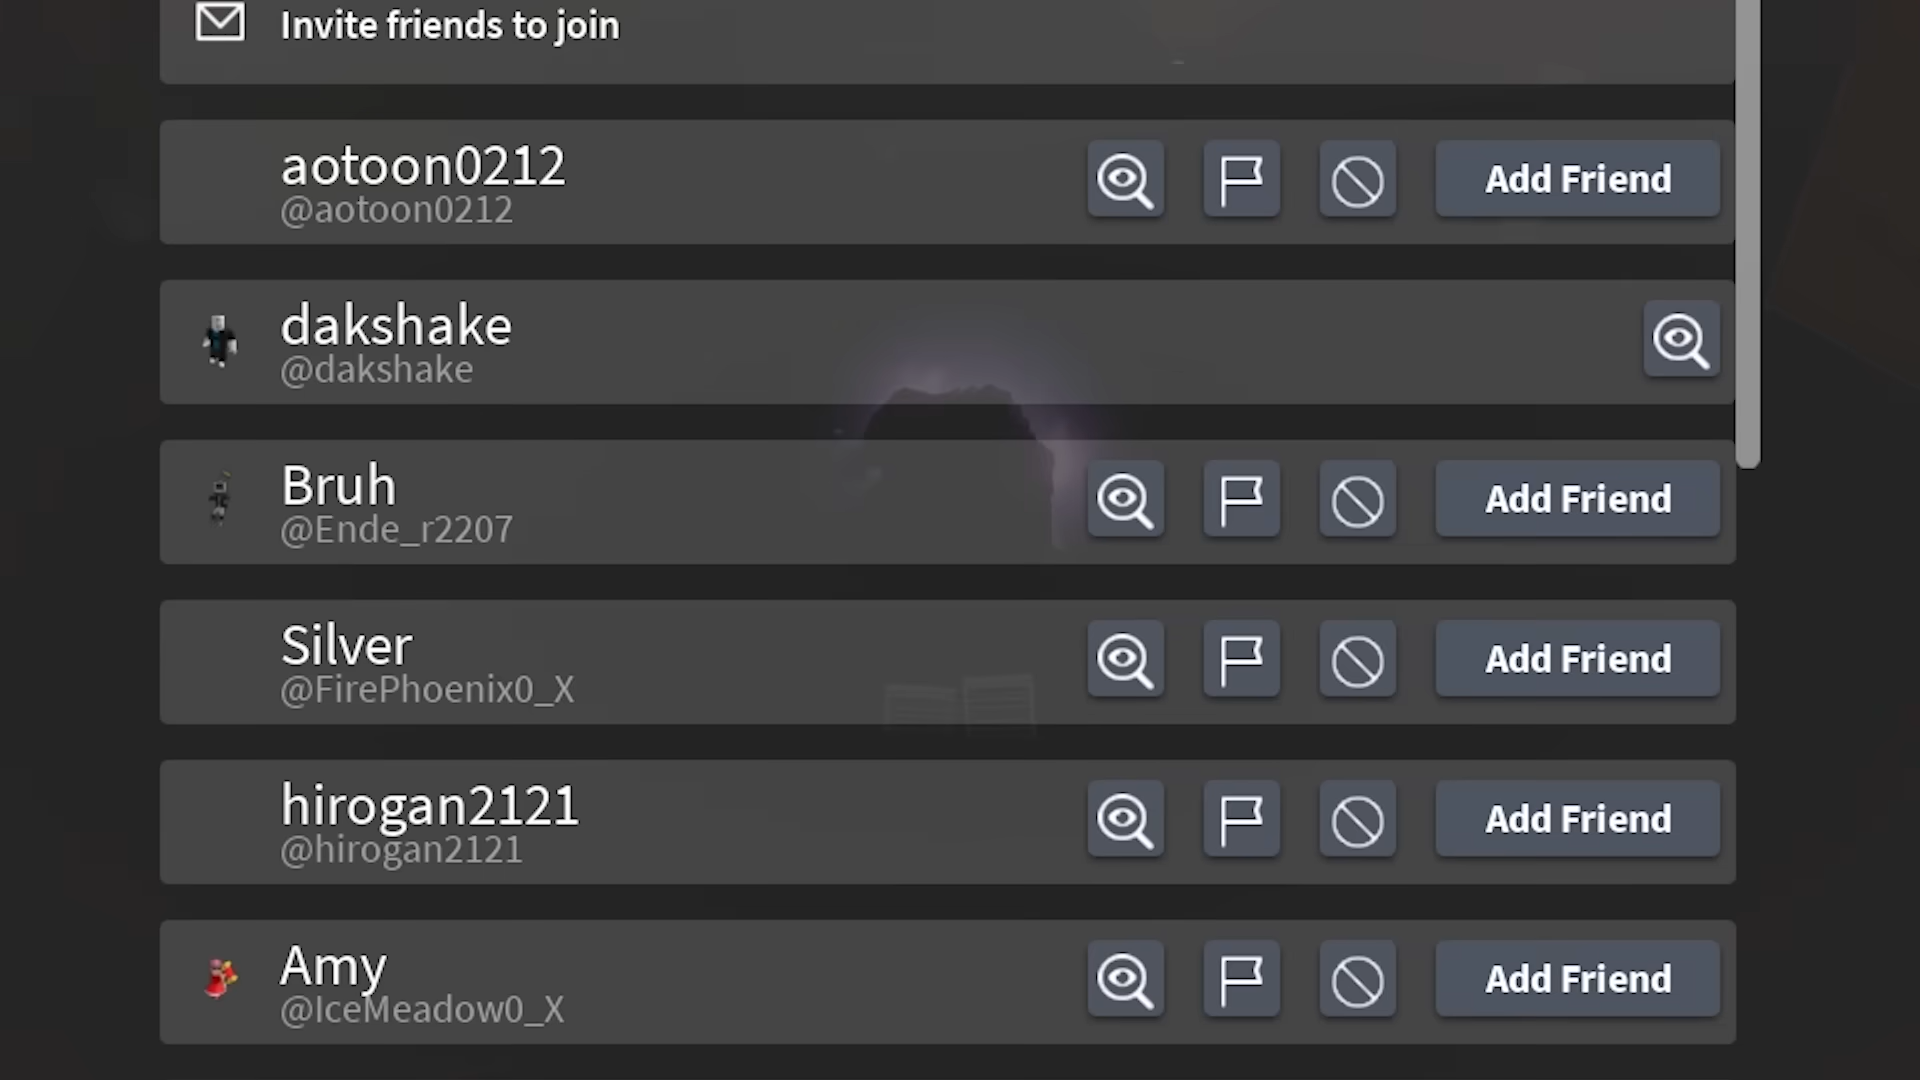 Invite friends to join
aotoon0212
@aotoon0212
Add Friend
dakshake
@dakshake
Bruh
@Ende_r2207
Add Friend
Silver
@FirePhoenix0_X
Add Friend
hirogan2121
@hirogan2121
Add Friend
Amy
@IceMeadow0_X
Add Friend